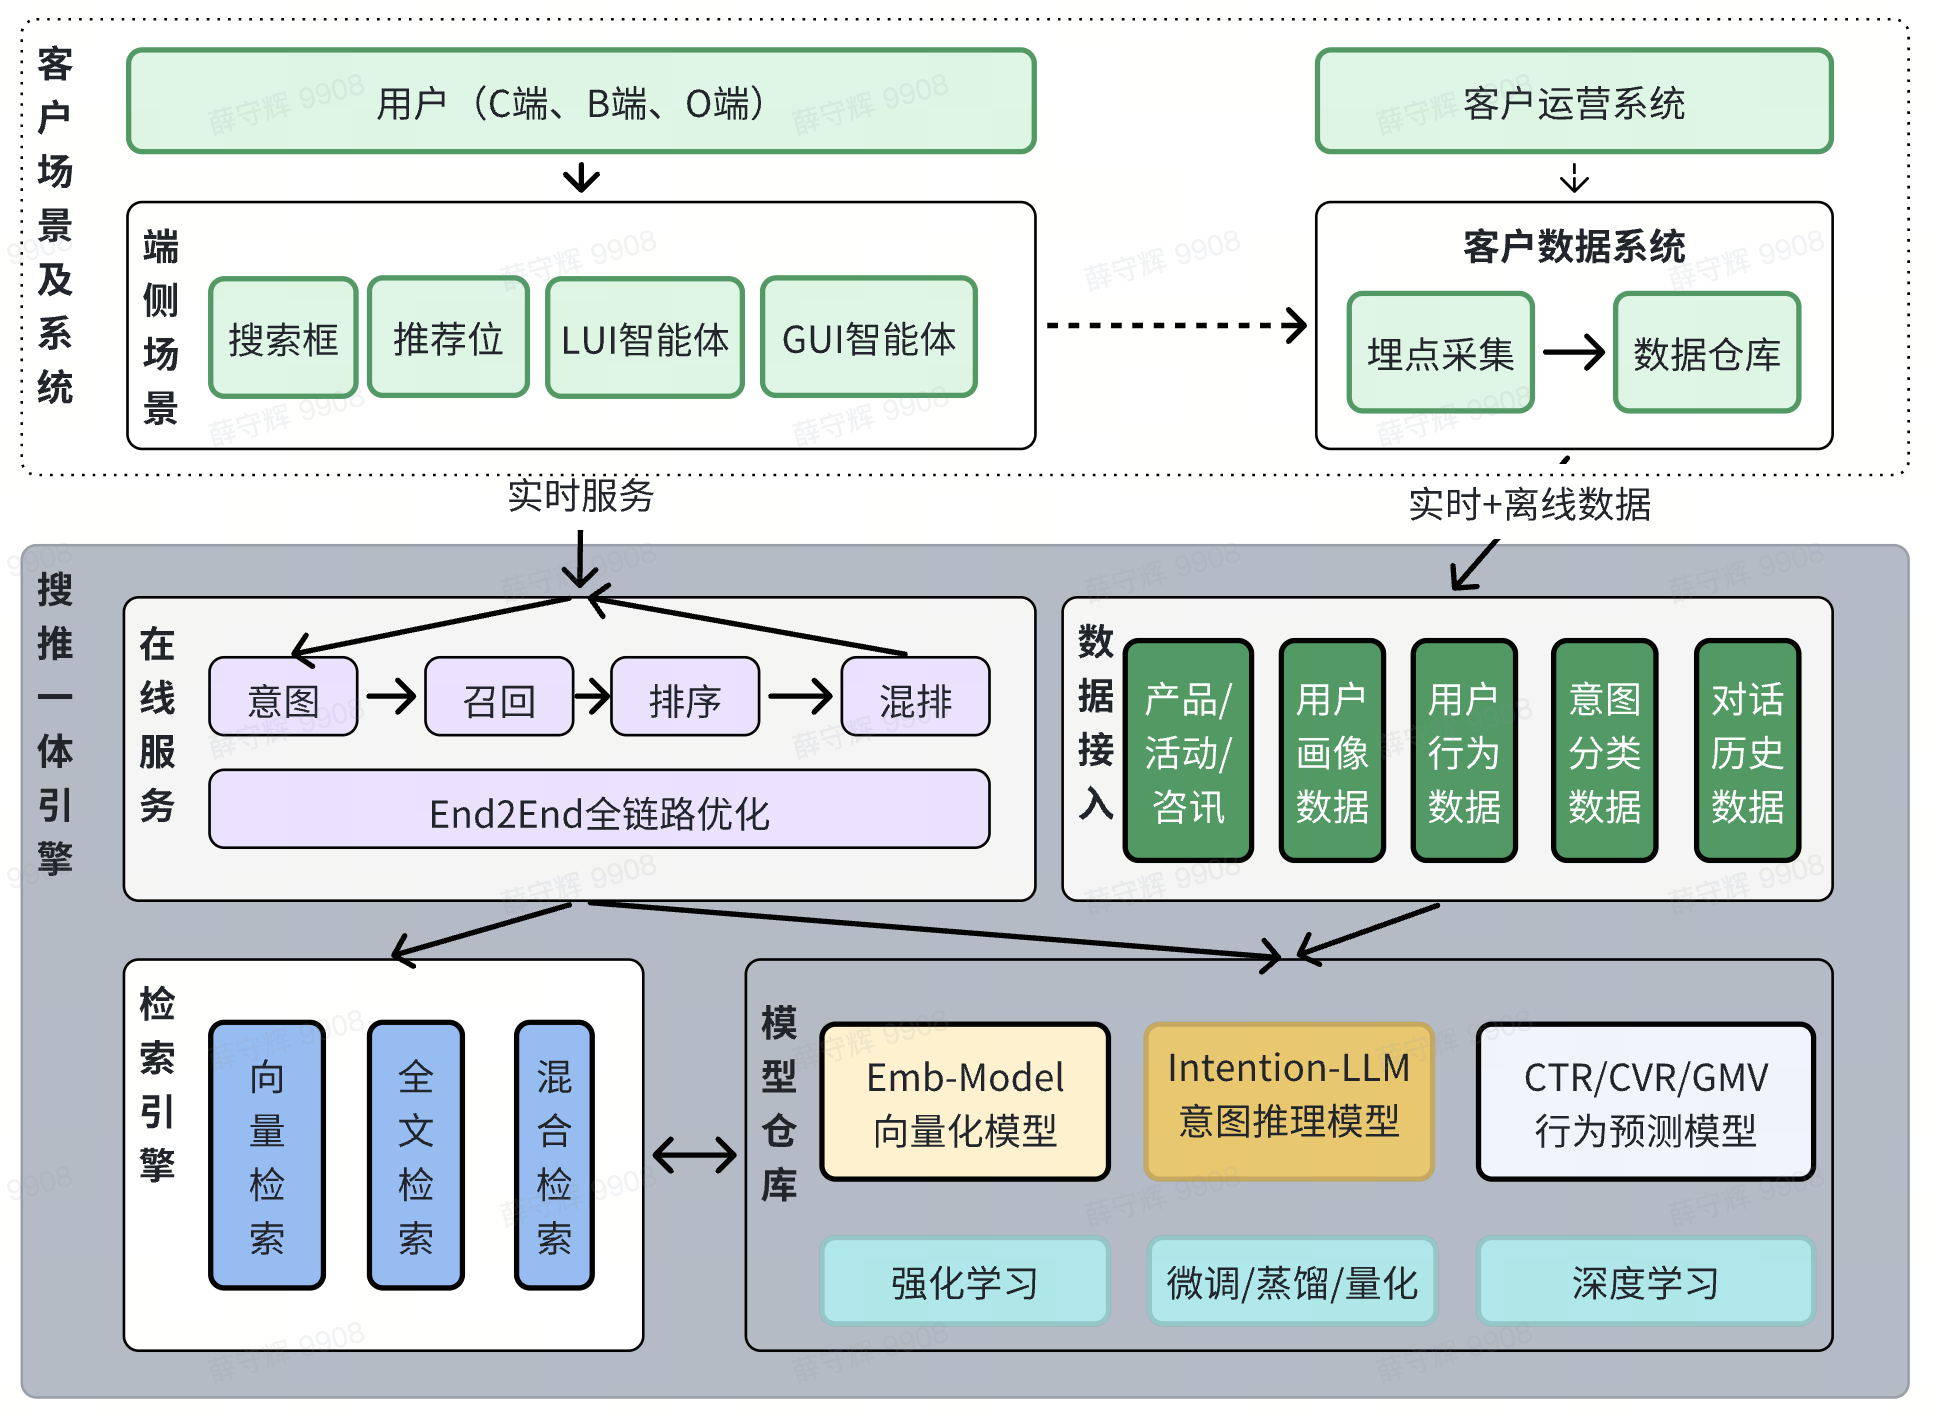 客户场景及系统
用户（C端、B端、O端）
客户运营系统
端侧场景
搜索框
推荐位
LUI智能体
GUI智能体
客户数据系统
埋点采集
数据仓库
实时服务
实时+离线数据
搜推一体引擎
在线服务
意图
召回
排序
混排
End2End全链路优化
数据接入
产品/
活动/
咨讯
用户
画像
数据
用户
行为
数据
意图
分类
数据
对话
历史
数据
检索引擎
向量检索
全文检索
混合检索
模型仓库
Emb-Model
向量化模型
Intention-LLM
意图推理模型
CTR/CVR/GMV
行为预测模型
强化学习
微调/蒸馏/量化
深度学习
薛守辉 9908